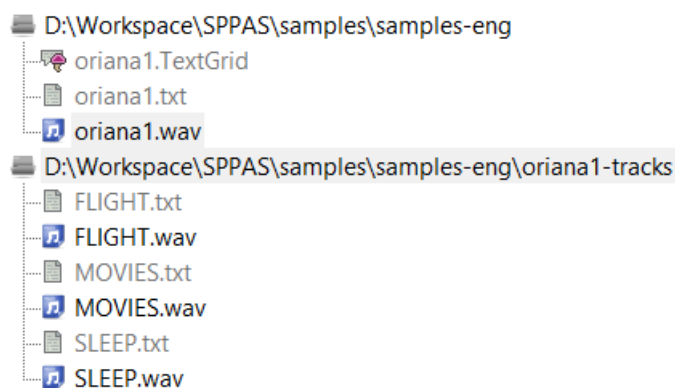 D:\Workspace\SPPAS\samples\samples-eng
oriana1.TextGrid
oriana1.txt
oriana1.wav
D:\Workspace\SPPAS\samples\samples-eng\oriana1-tracks
FLIGHT.txt
FLIGHT.wav
MOVIES.txt
MOVIES.wav
SLEEP.txt
SLEEP.wav